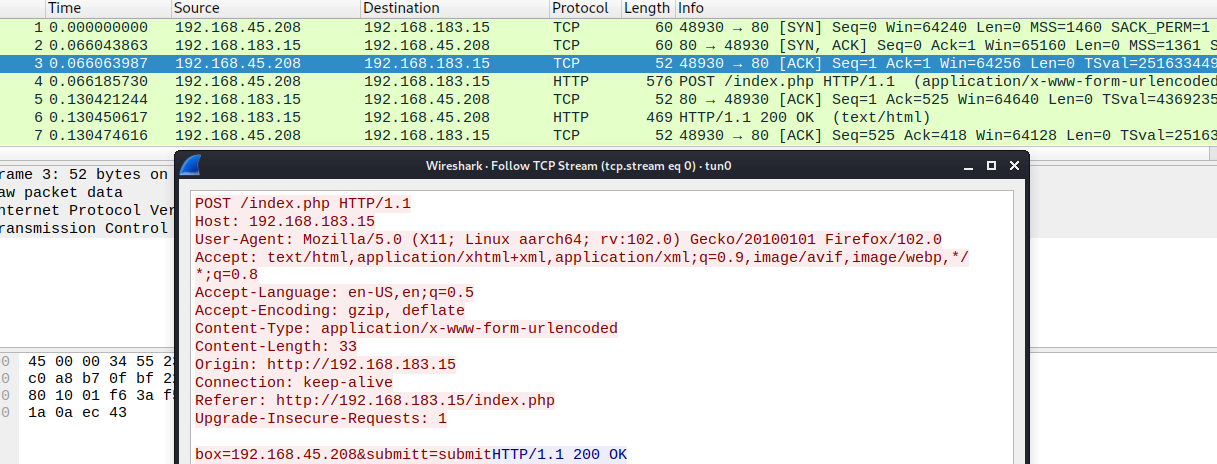 Time Source Destination Protocol Length Info
1 0.000000000 192.168.45.208 192.168.183.15 TCP 60 48930 → 80 [SYN] Seq=0 Win=64240 Len=0 MSS=1460 SACK_PERM=1
2 0.066043863 192.168.183.15 192.168.45.208 TCP 60 80 → 48930 [SYN, ACK] Seq=0 Ack=1 Win=65160 Len=0 MSS=1361 S
3 0.066063987 192.168.45.208 192.168.183.15 TCP 52 48930 → 80 [ACK] Seq=1 Ack=1 Win=64256 Len=0 TSval=251633449
4 0.066185730 192.168.45.208 192.168.183.15 HTTP 576 POST /index.php HTTP/1.1 (application/x-www-form-urlencoded
5 0.130421244 192.168.183.15 192.168.45.208 TCP 52 80 → 48930 [ACK] Seq=1 Ack=525 Win=64640 Len=0 TSval=4369235
6 0.130450617 192.168.183.15 192.168.45.208 HTTP 469 HTTP/1.1 200 OK (text/html)
7 0.130474616 192.168.45.208 192.168.183.15 TCP 52 48930 → 80 [ACK] Seq=525 Ack=418 Win=64128 Len=0 TSval=25163
rame 3: 52 bytes on
aw packet data
nternet Protocol Ver
ransmission Control
45 00 00 34 55 2
c0 a8 b7 0f bf 2
80 10 01 f6 3a f
1a 0a ec 43
Wireshark · Follow TCP Stream (tcp.stream eq 0) · tun0
POST /index.php HTTP/1.1
Host: 192.168.183.15
User-Agent: Mozilla/5.0 (X11; Linux aarch64; rv:102.0) Gecko/20100101 Firefox/102.0
Accept: text/html,application/xhtml+xml,application/xml;q=0.9,image/avif,image/webp,*/
*;q=0.8
Accept-Language: en-US,en;q=0.5
Accept-Encoding: gzip, deflate
Content-Type: application/x-www-form-urlencoded
Content-Length: 33
Origin: http://192.168.183.15
Connection: keep-alive
Referer: http://192.168.183.15/index.php
Upgrade-Insecure-Requests: 1
box=192.168.45.208&submitt=submitHTTP/1.1 200 OK